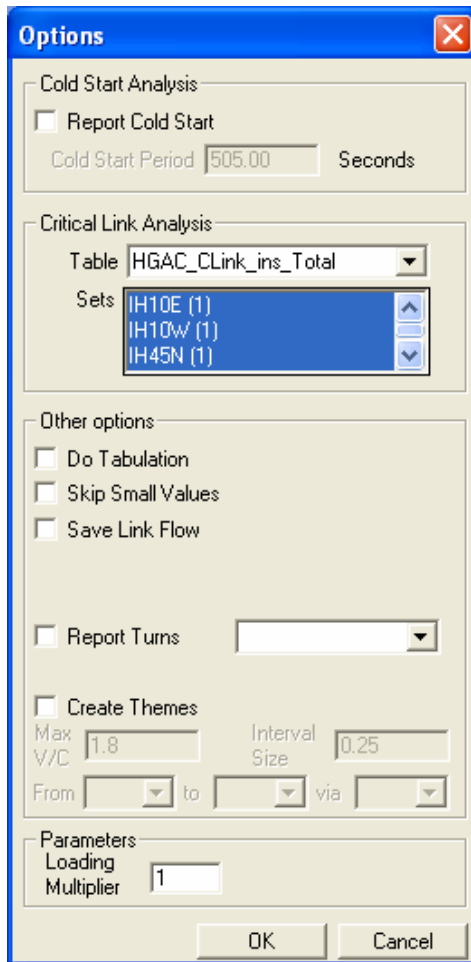 Options
Cold Start Analysis
Report Cold Start
Cold Start Period 505.00 Seconds
Critical Link Analysis
Table HGAC_CLink_ins_Total
Sets IH10E (1)
IH10W (1)
IH45N (1)
Other options
Do Tabulation
Skip Small Values
Save Link Flow
Report Turns
Create Themes
Max V/C 1.8 Interval Size 0.25
From to via
Parameters
Loading Multiplier 1
OK Cancel